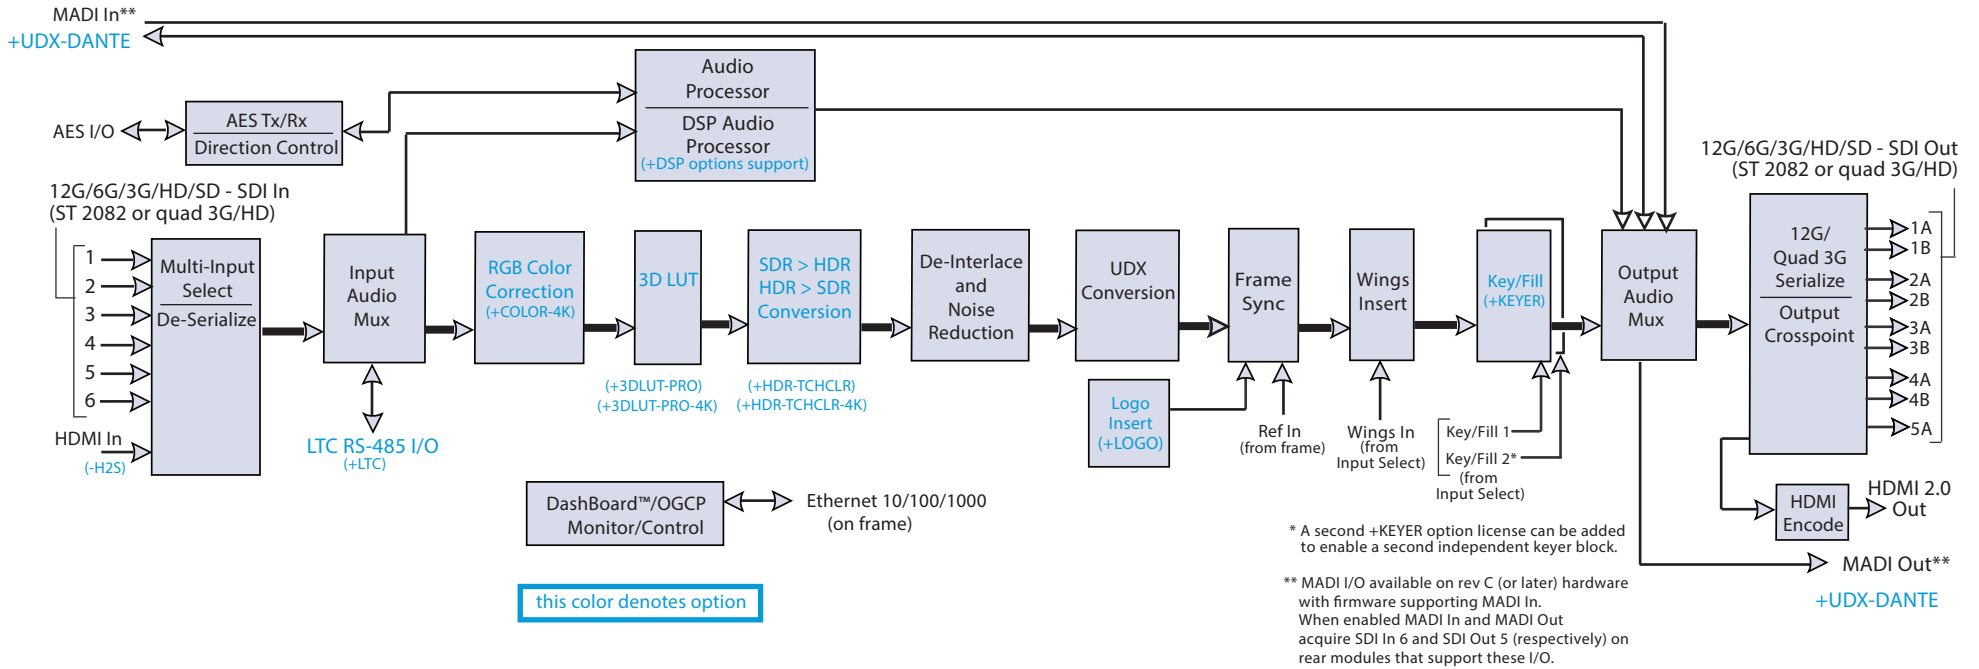 MADI In**
+UDX-DANTE
Audio
Processor
DSP Audio
Processor
(+DSP options support)
AES I/O
AES Tx/Rx
Direction Control
12G/6G/3G/HD/SD - SDI In
(ST 2082 or quad 3G/HD)
1
2
3
4
5
6
HDMI In
(-H2S)
Multi-Input
Select
De-Serialize
Input
Audio
Mux
LTC RS-485 I/O
(+LTC)
RGB Color
Correction
(+COLOR-4K)
3D LUT
(+3DLUT-PRO)
(+3DLUT-PRO-4K)
SDR > HDR
HDR > SDR
Conversion
(+HDR-TCHCLR)
(+HDR-TCHCLR-4K)
De-Interlace
and
Noise
Reduction
UDX
Conversion
Logo
Insert
(+LOGO)
Frame
Sync
Ref In
(from frame)
Wings
Insert
Wings In
(from
Input Select)
Key/Fill
(+KEYER)
Key/Fill 1
Key/Fill 2*
(from
Input Select)
Output
Audio
Mux
12G/6G/3G/HD/SD - SDI Out
(ST 2082 or quad 3G/HD)
12G/
Quad 3G
Serialize
Output
Crosspoint
1A
1B
2A
2B
3A
3B
4A
4B
5A
HDMI
Encode
HDMI 2.0
Out
MADI Out**
+UDX-DANTE
DashBoard™/OGCP
Monitor/Control
Ethernet 10/100/1000
(on frame)
this color denotes option
* A second +KEYER option license can be added
to enable a second independent keyer block.
** MADI I/O available on rev C (or later) hardware
with firmware supporting MADI In.
When enabled MADI In and MADI Out
acquire SDI In 6 and SDI Out 5 (respectively) on
rear modules that support these I/O.